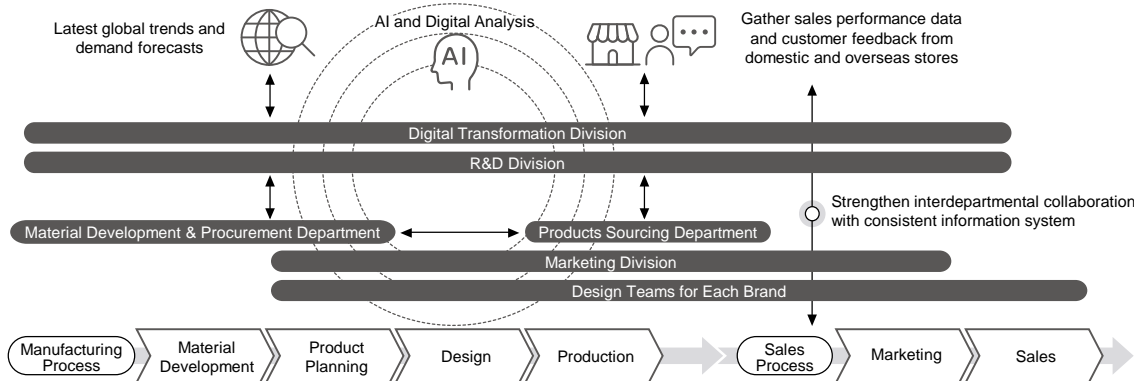 Latest global trends and
demand forecasts
AI and Digital Analysis
AI
Gather sales performance data
and customer feedback from
domestic and overseas stores
Digital Transformation Division
R&D Division
Strengthen interdepartmental collaboration
with consistent information system
Material Development & Procurement Department
Products Sourcing Department
Marketing Division
Design Teams for Each Brand
Manufacturing
Process
Material
Development
Product
Planning
Design
Production
Sales
Process
Marketing
Sales